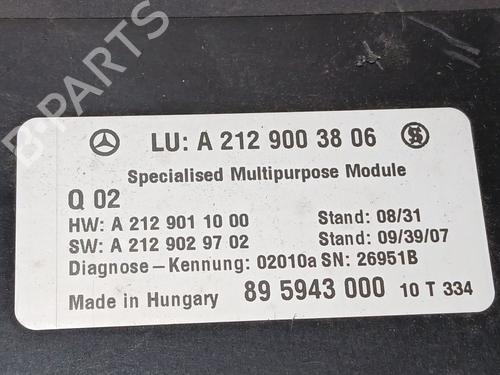 B-PARTS
LU: A 212 900 38 06
Specialised Multipurpose Module
Q 02
HW: A 212 901 10 00 Stand: 08/31
SW: A 212 902 97 02 Stand: 09/39/07
Diagnose-Kennung: 02010a SN: 26951B
Made in Hungary 89 5943 000 10 T 334